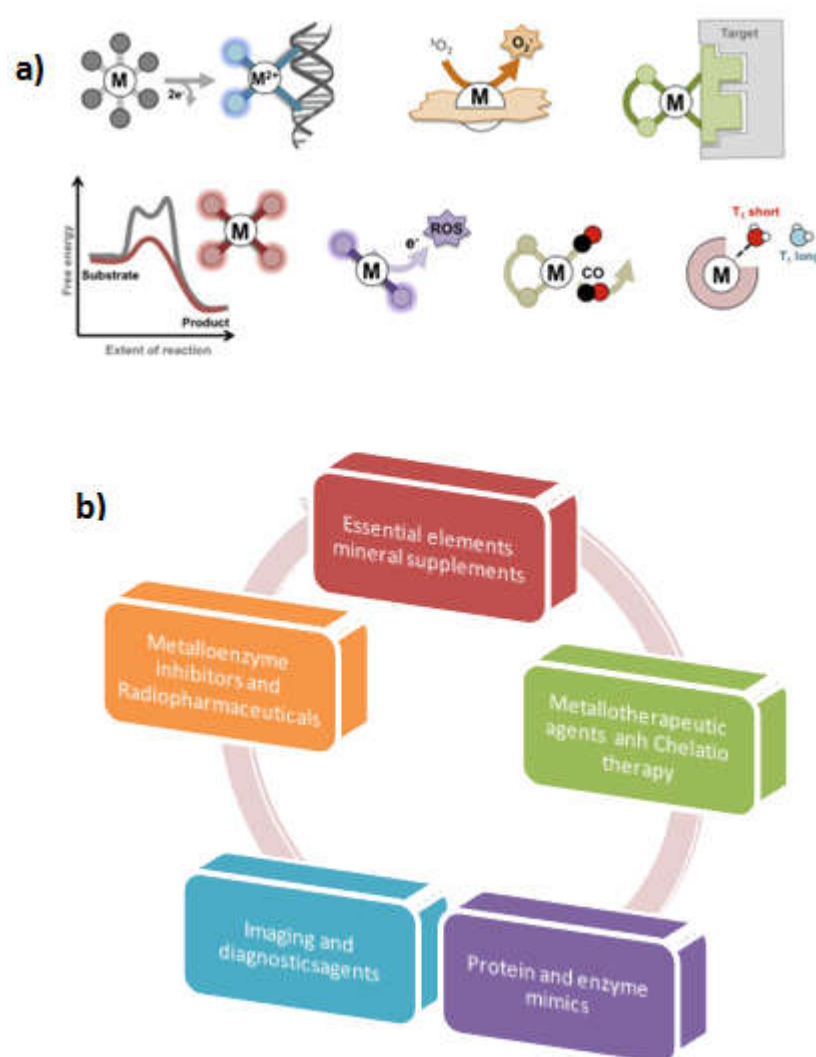 a)
M
2e⁻
M²⁺
³O₂
O₂⁻
M
M
Target
Free energy
Substrate
Product
Extent of reaction
M
M
e⁻
ROS
M
CO
M
T₁ short
T₁ long
b)
Essential elements
mineral supplements
Metalloenzyme
inhibitors and
Radiopharmaceuticals
Metallotherapeutic
agents anh Chelatio
therapy
Imaging and
diagnosticsagents
Protein and enzyme
mimics